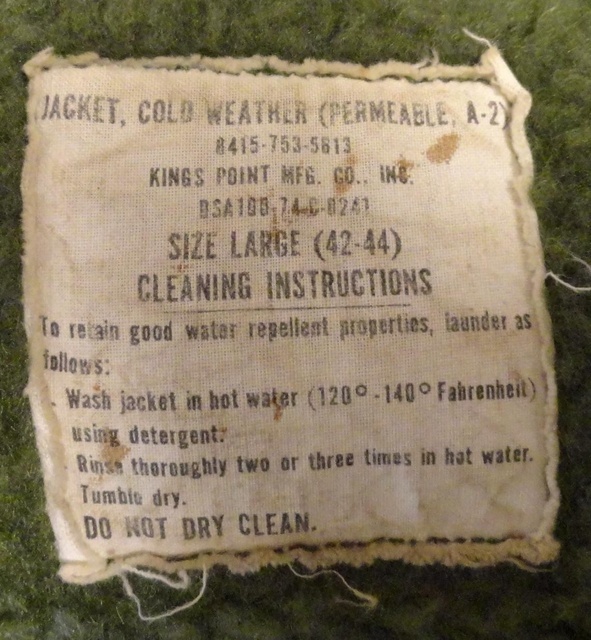 JACKET, COLD WEATHER (PERMEABLE, A-2)
8415-753-5613
KINGS POINT MFG. CO., INC.
DSA100-74-C-0241
SIZE LARGE (42-44)
CLEANING INSTRUCTIONS
To retain good water repellent properties, launder as
follows:
Wash jacket in hot water (120° -140° Fahrenheit)
using detergent.
Rinse thoroughly two or three times in hot water.
Tumble dry.
DO NOT DRY CLEAN.